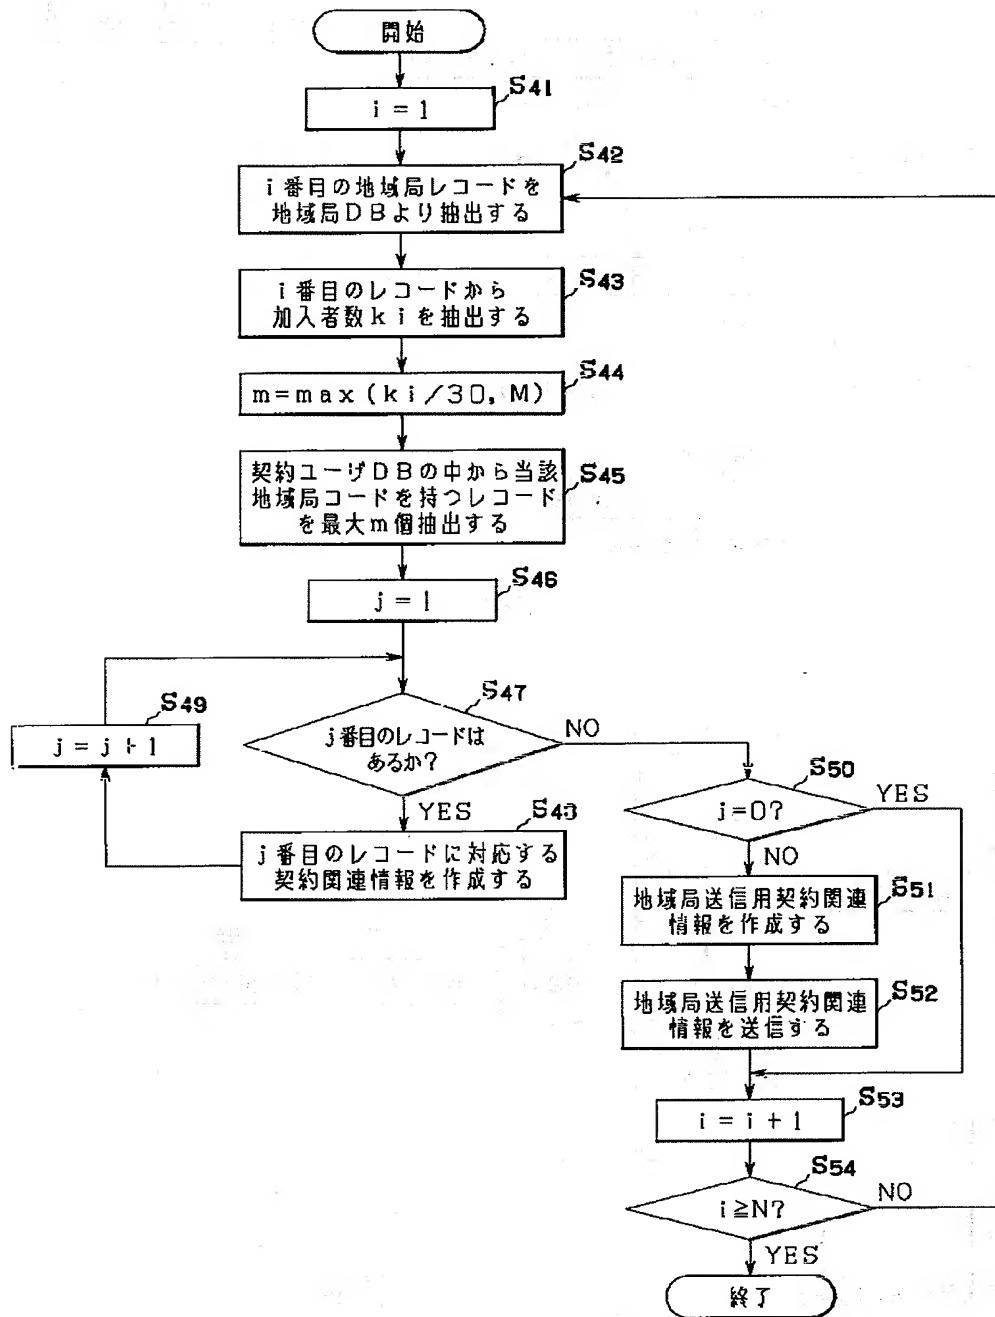 開始
S41
i = 1
S42
i番目の地域局レコードを
地域局DBより抽出する
S43
i番目のレコードから
加入者数kiを抽出する
S44
m=max(ki/30, M)
S45
契約ユーザDBの中から当該
地域局コードを持つレコード
を最大m個抽出する
S46
j = 1
S47
j番目のレコードは
あるか?
NO
YES
S48
j番目のレコードに対応する
契約関連情報を作成する
S49
j = j + 1
S50
j=0?
YES
NO
S51
地域局送信用契約関連
情報を作成する
S52
地域局送信用契約関連
情報を送信する
S53
i = i + 1
S54
i≧N?
NO
YES
終了